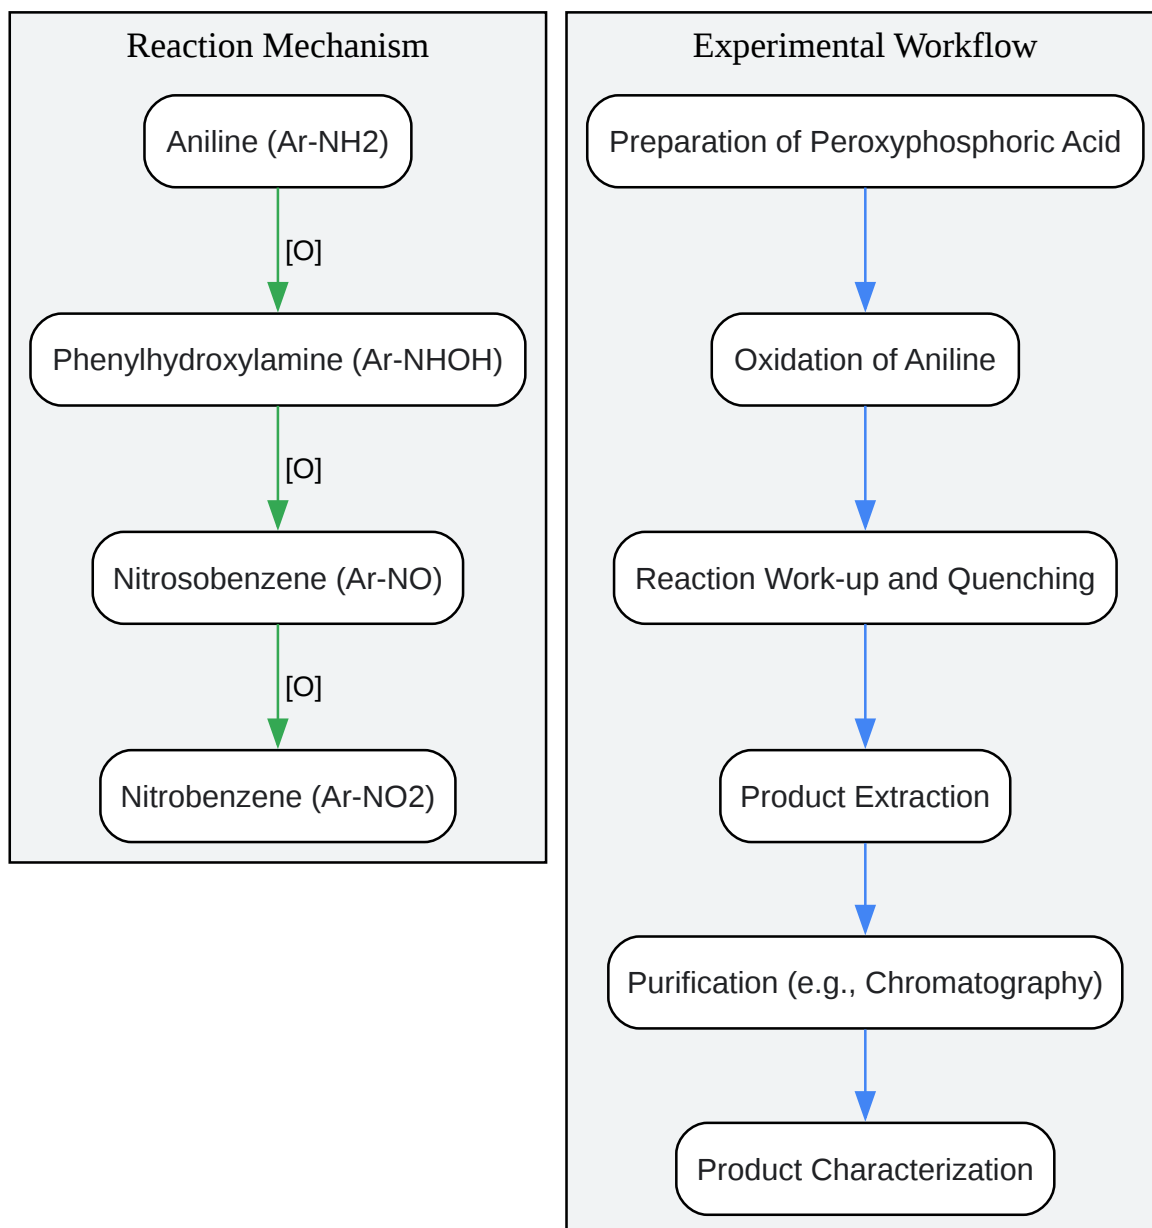 Reaction Mechanism
Aniline (Ar-NH2)
[O]
Phenylhydroxylamine (Ar-NHOH)
[O]
Nitrosobenzene (Ar-NO)
[O]
Nitrobenzene (Ar-NO2)
Experimental Workflow
Preparation of Peroxyphosphoric Acid
Oxidation of Aniline
Reaction Work-up and Quenching
Product Extraction
Purification (e.g., Chromatography)
Product Characterization